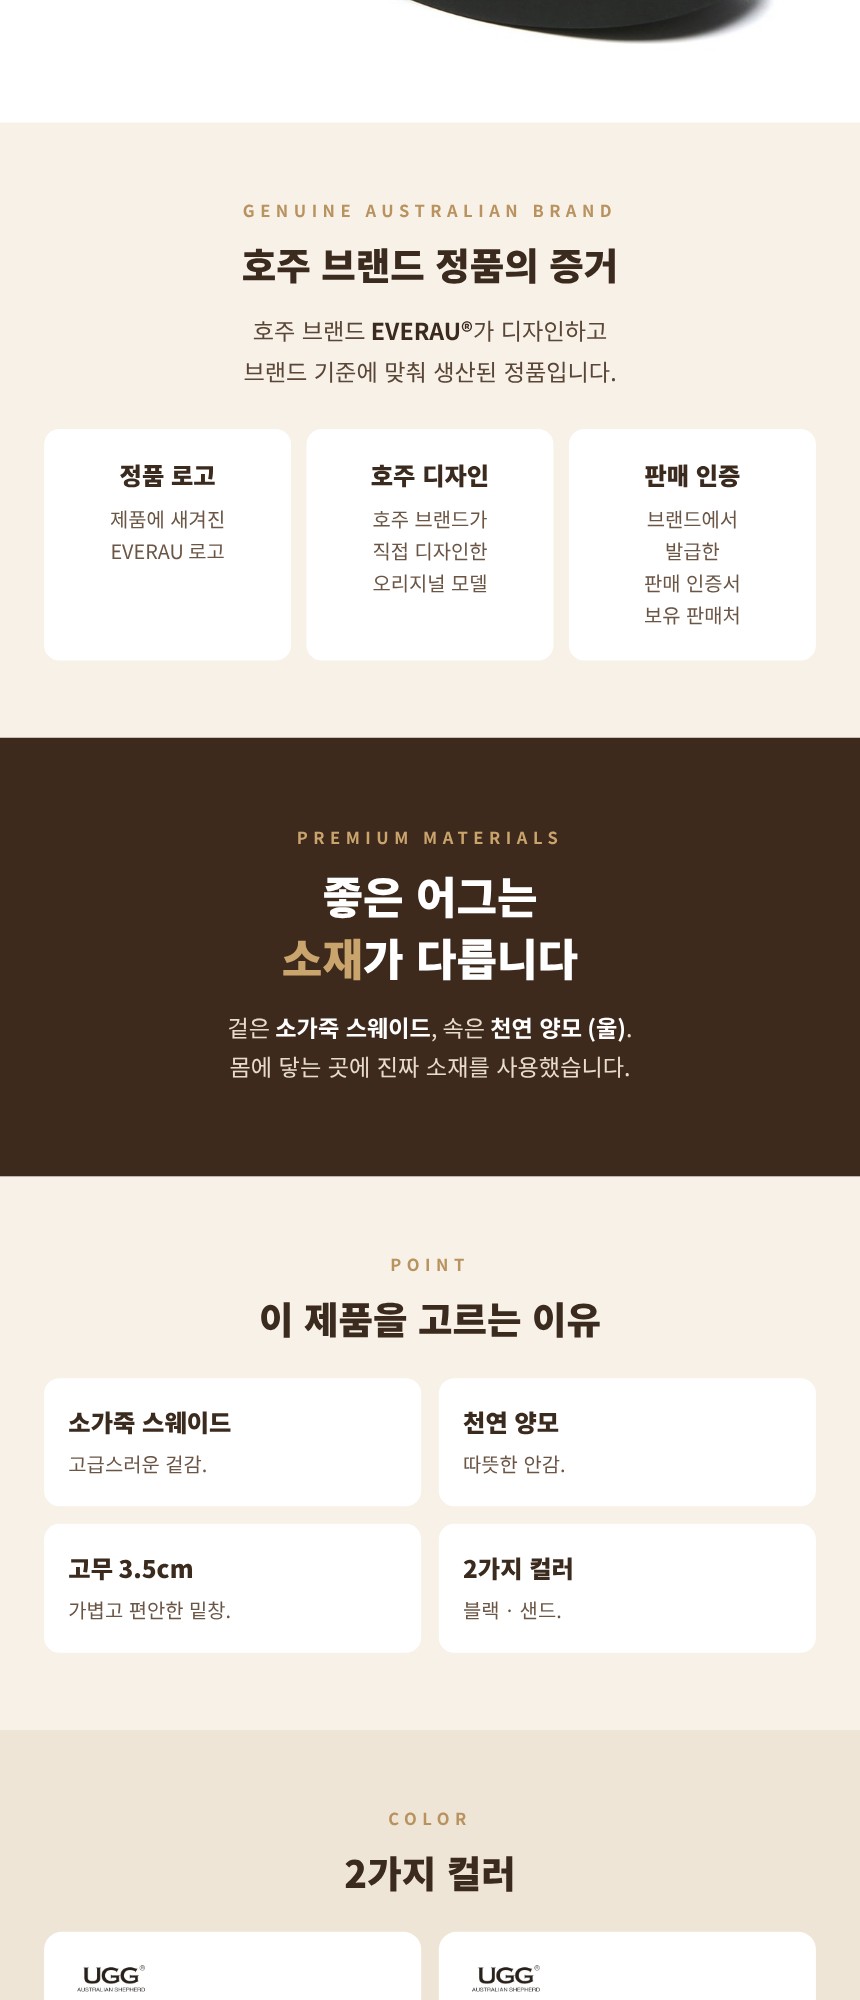 GENUINE AUSTRALIAN BRAND
호주 브랜드 정품의 증거
호주 브랜드 EVERAU®가 디자인하고
브랜드 기준에 맞춰 생산된 정품입니다.
정품 로고
제품에 새겨진
EVERAU 로고
호주 디자인
호주 브랜드가
직접 디자인한
오리지널 모델
판매 인증
브랜드에서
발급한
판매 인증서
보유 판매처
PREMIUM MATERIALS
좋은 어그는
소재가 다릅니다
겉은 소가죽 스웨이드, 속은 천연 양모 (울).
몸에 닿는 곳에 진짜 소재를 사용했습니다.
POINT
이 제품을 고르는 이유
소가죽 스웨이드
고급스러운 겉감.
천연 양모
따뜻한 안감.
고무 3.5cm
가볍고 편안한 밑창.
2가지 컬러
블랙 · 샌드.
COLOR
2가지 컬러
UGG®
AUSTRALIAN SHEPHERD
UGG®
AUSTRALIAN SHEPHERD